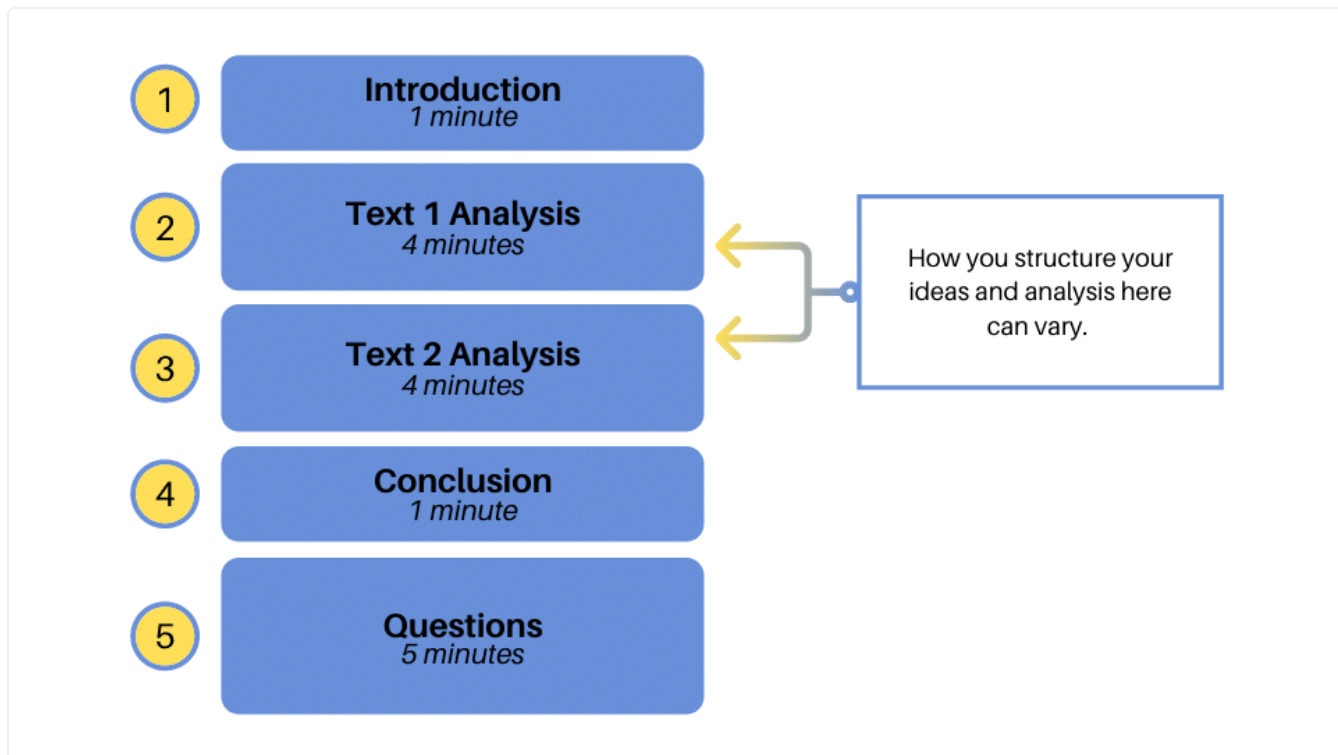 1
Introduction
1 minute
2
Text 1 Analysis
4 minutes
How you structure your
ideas and analysis here
can vary.
3
Text 2 Analysis
4 minutes
4
Conclusion
1 minute
5
Questions
5 minutes